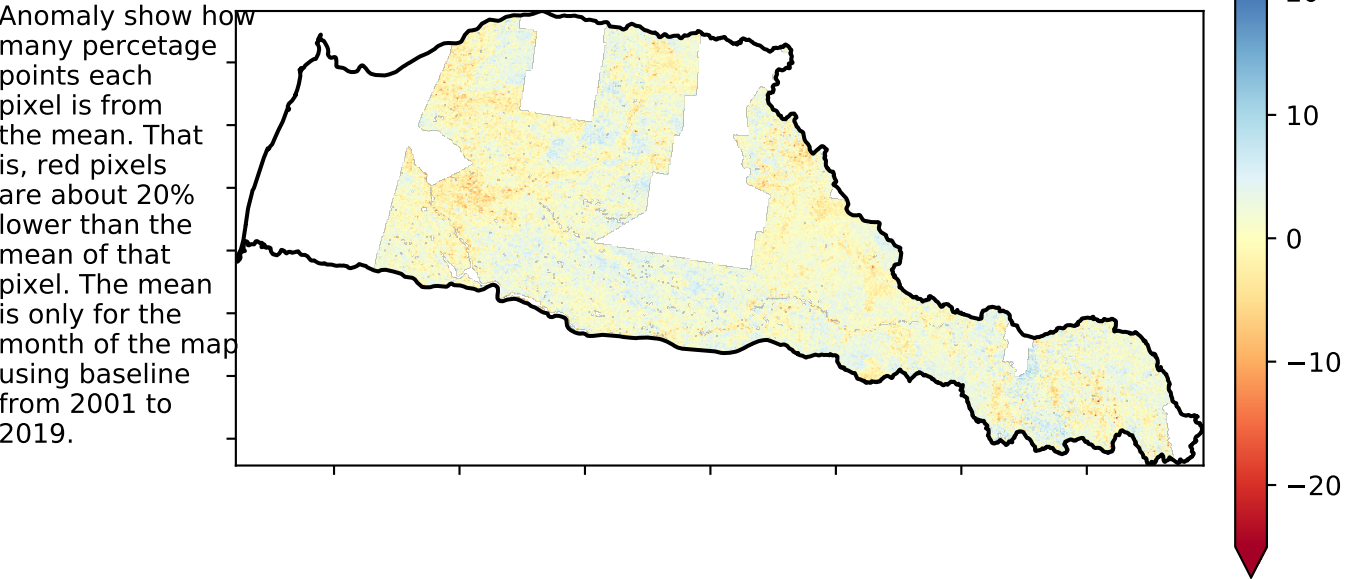 Anomaly show how
many percetage
points each
pixel is from
the mean. That
is, red pixels
are about 20%
lower than the
mean of that
pixel. The mean
is only for the
month of the map
using baseline
from 2001 to
2019.
10
0
−10
−20